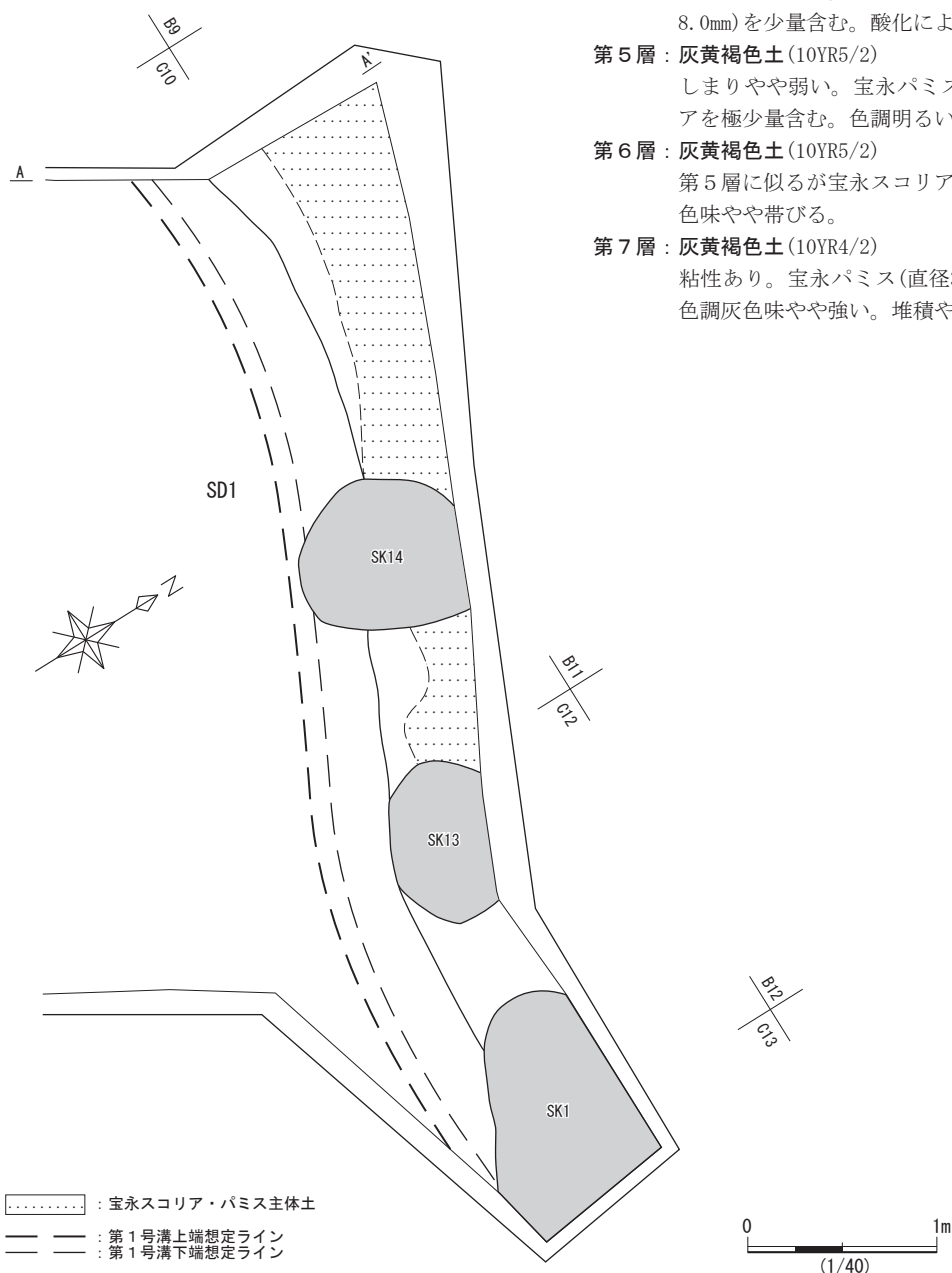 8.0mm)を少量含む。酸化によ
第5層：灰黄褐色土(10YR5/2)
しまりやや弱い。宝永パミス
アを極少量含む。色調明るい
第6層：灰黄褐色土(10YR5/2)
第5層に似るが宝永スコリア
色味やや帯びる。
第7層：灰黄褐色土(10YR4/2)
粘性あり。宝永パミス(直径
色調灰色味やや強い。堆積や
B9
C10
A
A'
SD1
SK14
N
B11
C12
SK13
B12
C13
SK1
：宝永スコリア・パミス主体土
：第1号溝上端想定ライン
：第1号溝下端想定ライン
0 1m
(1/40)